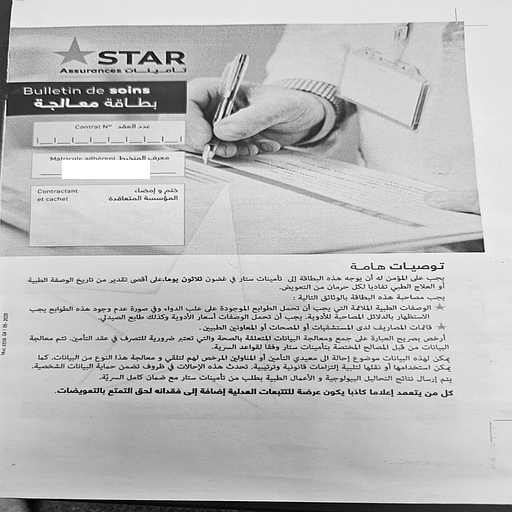 STAR
Assurances تأمينات
Bulletin de soins
بطاقة معالجة
Contrat N° عدد العقد
Matricule adhérent معرف المنخرط
Contractant et cachet
ختم و إمضاء المؤسسة المتعاقدة
توصيات هامة
يجب على المؤمن له أن يوجه هذه البطاقة إلى تأمينات ستار في غضون ثلاثون يوما، على أقصى تقدير من تاريخ الوصفة الطبية
أو العلاج الطبي تفاديا لكل حرمان من التعويض.
يجب مصاحبة هذه البطاقة بالوثائق التالية :
★ الوصفات الطبية الملائمة التي يجب أن تحمل الطوابع الموجودة على علب الدواء وفي صورة عدم وجود هذه الطوابع يجب
الاستظهار بالدلائل المصاحبة للأدوية. يجب أن تحمل الوصفات أسعار الأدوية وكذلك طابع الصيدلي.
★ قائمات المصاريف لدى المستشفيات أو المصحات أو المعاونين الطبيين.
أرخص بصريح العبارة على جمع ومعالجة البيانات المتعلقة بالصحة والتي تعتبر ضرورية للتصرف في عقد التأمين. تتم معالجة
البيانات من قبل المصالح المختصة بتأمينات ستار وفقا لقواعد السرية.
يمكن لهذه البيانات موضوع إحالة إلى معيدي التأمين أو المناولين المرخص لهم لتلقي و معالجة هذا النوع من البيانات. كما
يمكن استخدامها أو نقلها لتلبية إلتزامات قانونية وترتيبية. تحدث هذه الإحالات في ظروف تضمن حماية البيانات الشخصية.
يتم إرسال نتائج التحاليل البيولوجية و الأعمال الطبية بطلب من تأمينات ستار مع ضمان كامل السرية.
كل من يتعمد إعلاما كاذبا يكون عرضة للتتبعات العدلية إضافة إلى فقدانه لحق التمتع بالتعويضات.